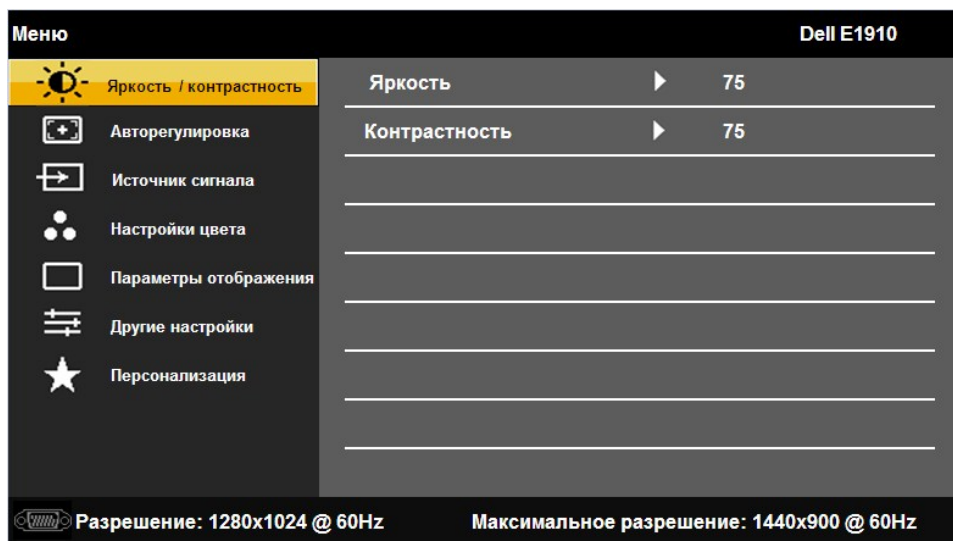 Меню
Dell E1910
Яркость / контрастность
Яркость 75
Авторегулировка
Контрастность 75
Источник сигнала
Настройки цвета
Параметры отображения
Другие настройки
Персонализация
Разрешение: 1280x1024 @ 60Hz
Максимальное разрешение: 1440x900 @ 60Hz